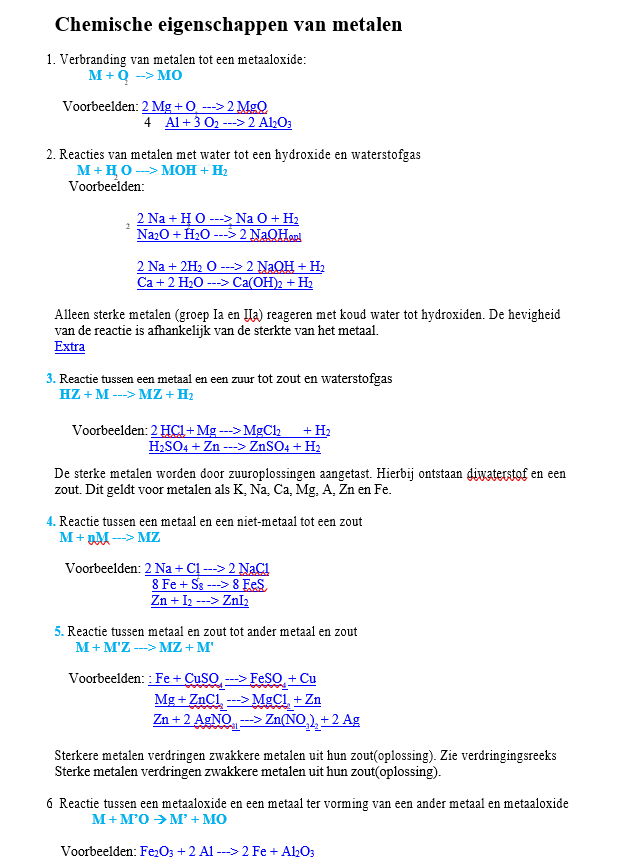 Chemische eigenschappen van metalen
1. Verbranding van metalen tot een metaaloxide:
M + O₂ --> MO
Voorbeelden: 2 Mg + O₂ ---> 2 MgO
4 Al + 3 O₂ ---> 2 Al₂O₃
2. Reacties van metalen met water tot een hydroxide en waterstofgas
M + H₂O ---> MOH + H₂
Voorbeelden:
2 Na + H₂O ---> Na₂O + H₂
Na₂O + H₂O ---> 2 NaOHopl
2 Na + 2H₂ O ---> 2 NaOH + H₂
Ca + 2 H₂O ---> Ca(OH)₂ + H₂
Alleen sterke metalen (groep Ia en IIa) reageren met koud water tot hydroxiden. De hevigheid
van de reactie is afhankelijk van de sterkte van het metaal.
Extra
3. Reactie tussen een metaal en een zuur tot zout en waterstofgas
HZ + M ---> MZ + H₂
Voorbeelden: 2 HCl + Mg ---> MgCl₂ + H₂
H₂SO₄ + Zn ---> ZnSO₄ + H₂
De sterke metalen worden door zuuroplossingen aangetast. Hierbij ontstaan diwaterstof en een
zout. Dit geldt voor metalen als K, Na, Ca, Mg, A, Zn en Fe.
4. Reactie tussen een metaal en een niet-metaal tot een zout
M + nM ---> MZ
Voorbeelden: 2 Na + Cl₂ ---> 2 NaCl
8 Fe + S₈ ---> 8 FeS
Zn + I₂ ---> ZnI₂
5. Reactie tussen metaal en zout tot ander metaal en zout
M + M'Z ---> MZ + M'
Voorbeelden: : Fe + CuSO₄ ---> FeSO₄ + Cu
Mg + ZnCl₂ ---> MgCl₂ + Zn
Zn + 2 AgNO₃ ---> Zn(NO₃)₂ + 2 Ag
Sterkere metalen verdringen zwakkere metalen uit hun zout(oplossing). Zie verdringingsreeks
Sterke metalen verdringen zwakkere metalen uit hun zout(oplossing).
6 Reactie tussen een metaaloxide en een metaal ter vorming van een ander metaal en metaaloxide
M + M’O → M’ + MO
Voorbeelden: Fe₂O₃ + 2 Al ---> 2 Fe + Al₂O₃